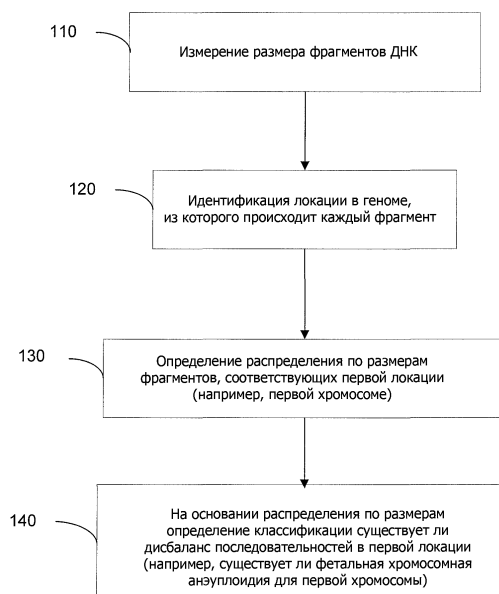 110
Измерение размера фрагментов ДНК
120
Идентификация локации в геноме,
из которого происходит каждый фрагмент
130
Определение распределения по размерам
фрагментов, соответствующих первой локации
(например, первой хромосоме)
140
На основании распределения по размерам
определение классификации существует ли
дисбаланс последовательностей в первой локации
(например, существует ли фетальная хромосомная
анэуплоидия для первой хромосомы)